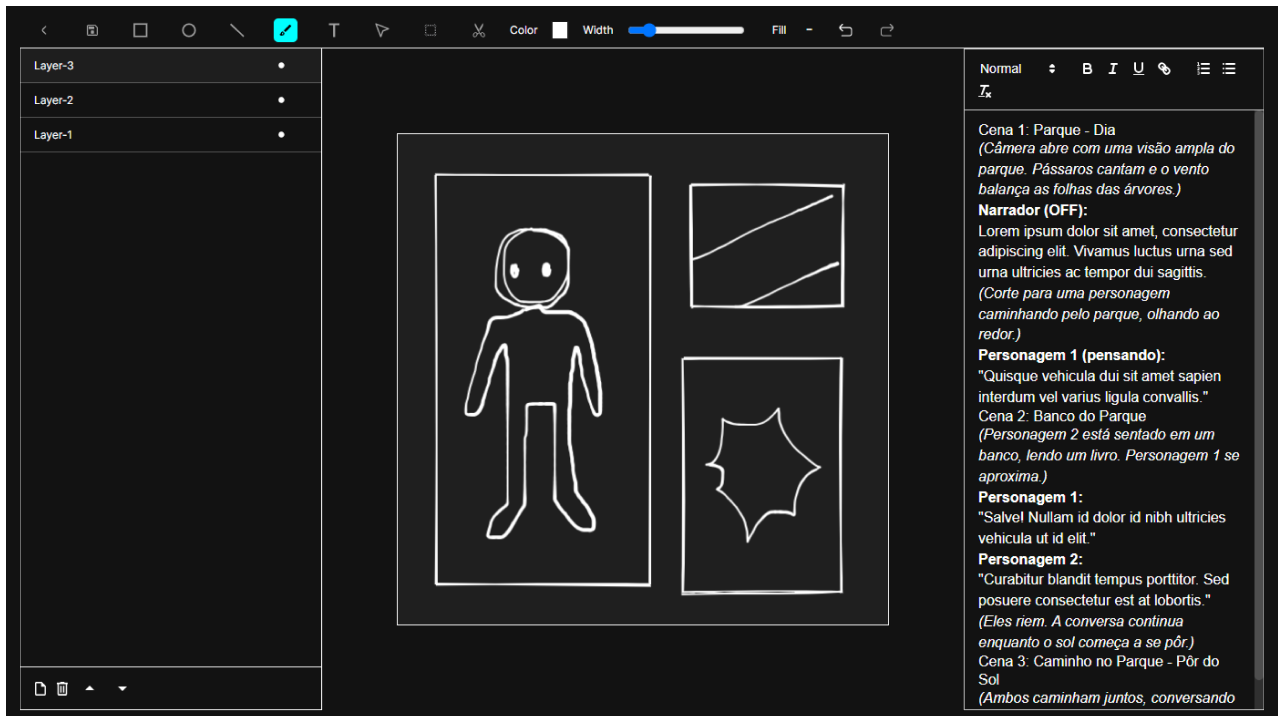 Color Width Fill
Layer-3
Layer-2
Layer-1
Normal
Cena 1: Parque - Dia
(Câmera abre com uma visão ampla do
parque. Pássaros cantam e o vento
balança as folhas das árvores.)
Narrador (OFF):
Lorem ipsum dolor sit amet, consectetur
adipiscing elit. Vivamus luctus urna sed
urna ultricies ac tempor dui sagittis.
(Corte para uma personagem
caminhando pelo parque, olhando ao
redor.)
Personagem 1 (pensando):
"Quisque vehicula dui sit amet sapien
interdum vel varius ligula convallis."
Cena 2: Banco do Parque
(Personagem 2 está sentado em um
banco, lendo um livro. Personagem 1 se
aproxima.)
Personagem 1:
"Salve! Nullam id dolor id nibh ultricies
vehicula ut id elit."
Personagem 2:
"Curabitur blandit tempus porttitor. Sed
posuere consectetur est at lobortis."
(Eles riem. A conversa continua
enquanto o sol começa a se pôr.)
Cena 3: Caminho no Parque - Pôr do
Sol
(Ambos caminham juntos, conversando